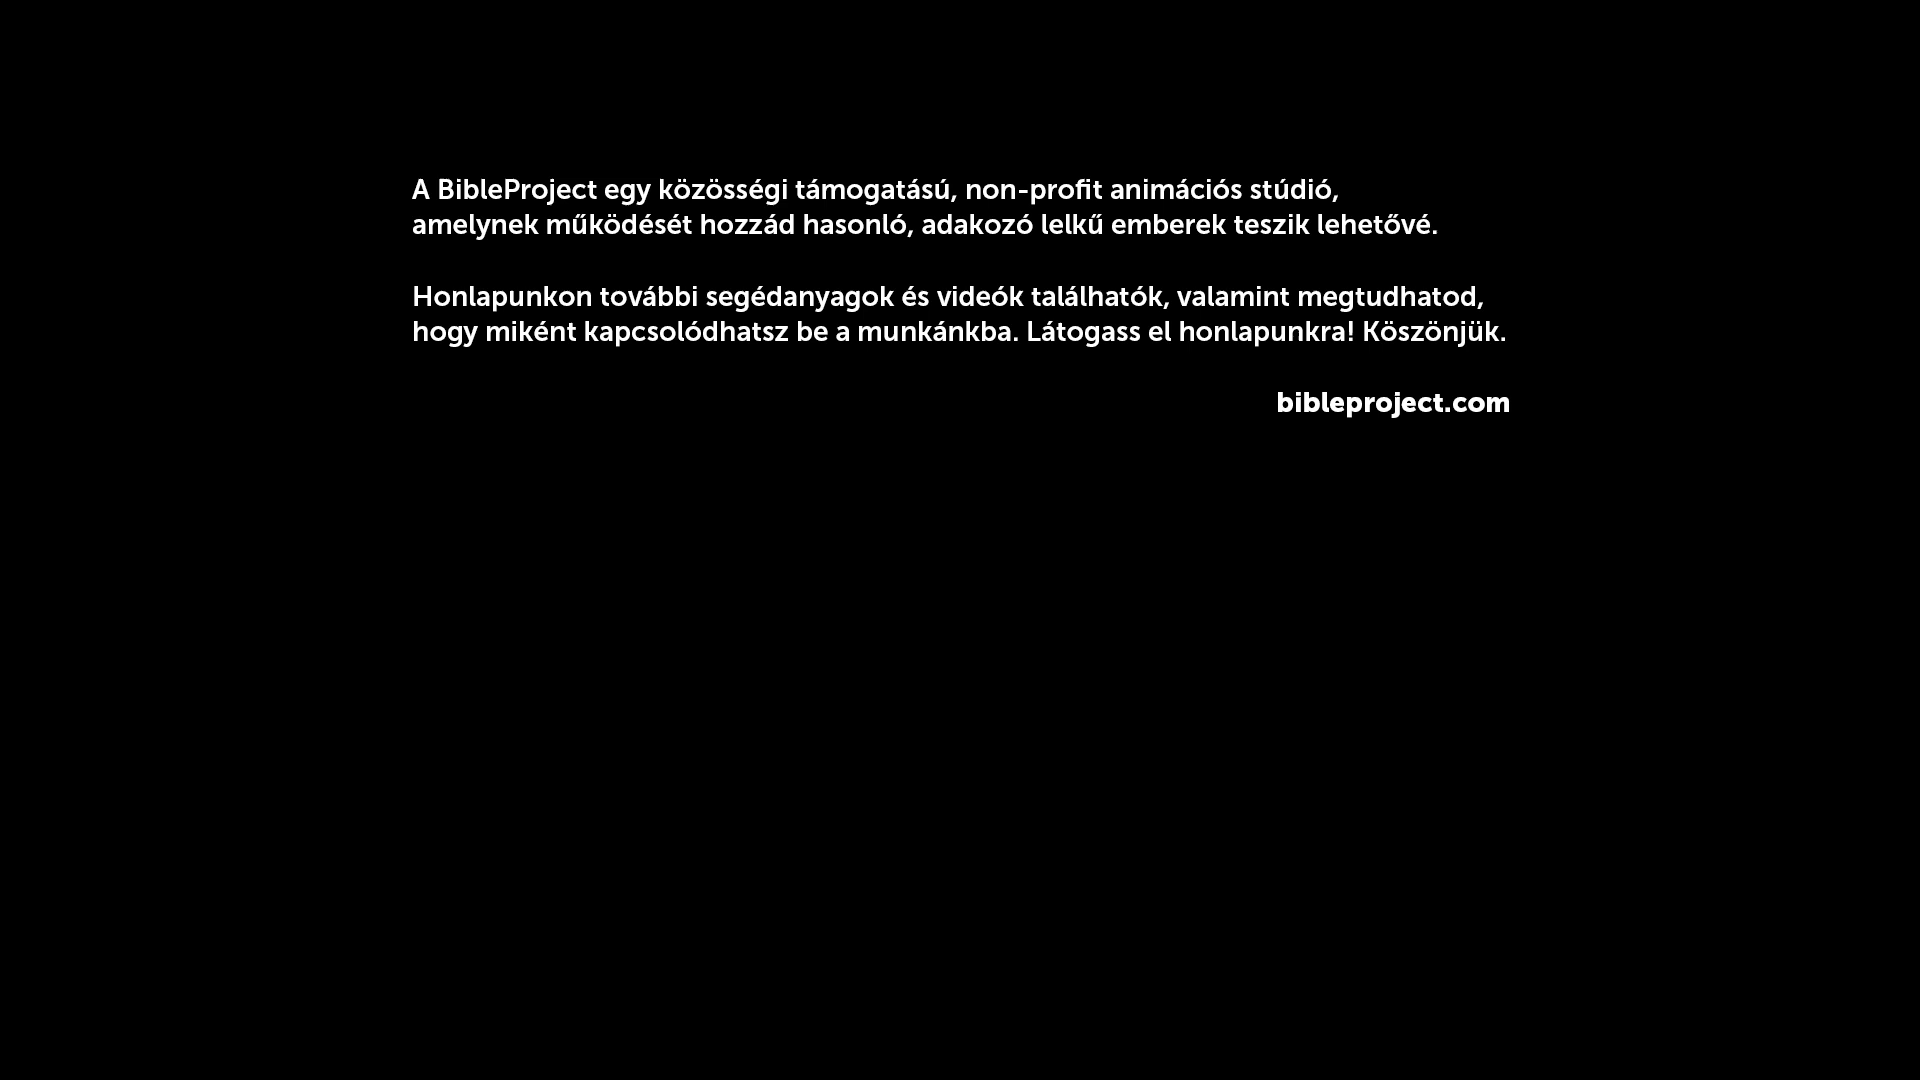 A BibleProject egy közösségi támogatású, non-profit animációs stúdió,
amelynek működését hozzád hasonló, adakozó lelkű emberek teszik lehetővé.
Honlapunkon további segédanyagok és videók találhatók, valamint megtudhatod,
hogy miként kapcsolódhatsz be a munkánkba. Látogass el honlapunkra! Köszönjük.
bibleproject.com